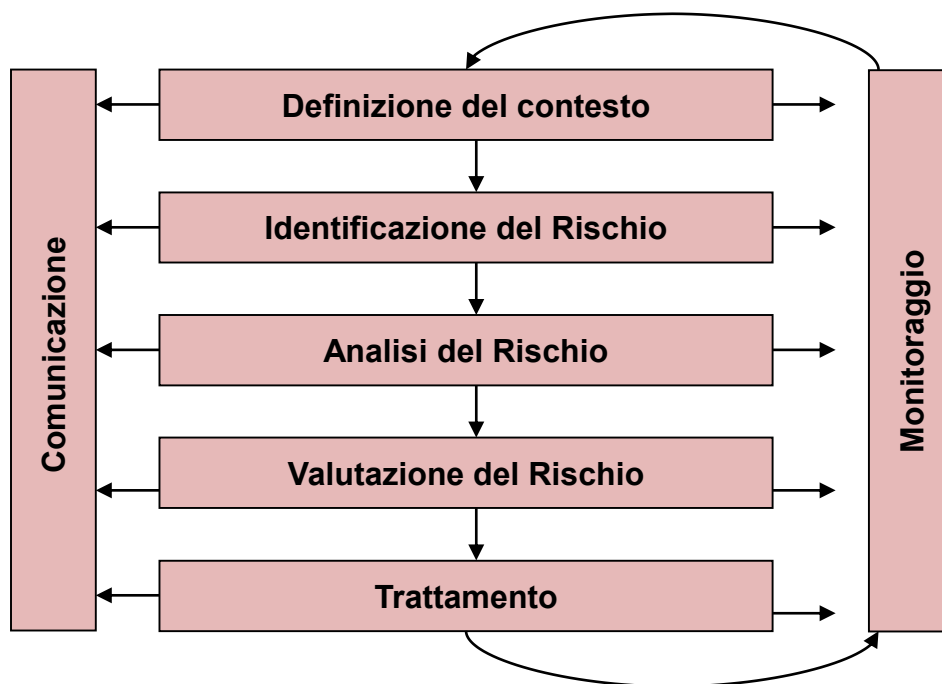 Definizione del contesto
Identificazione del Rischio
Analisi del Rischio
Valutazione del Rischio
Trattamento
Comunicazione
Monitoraggio